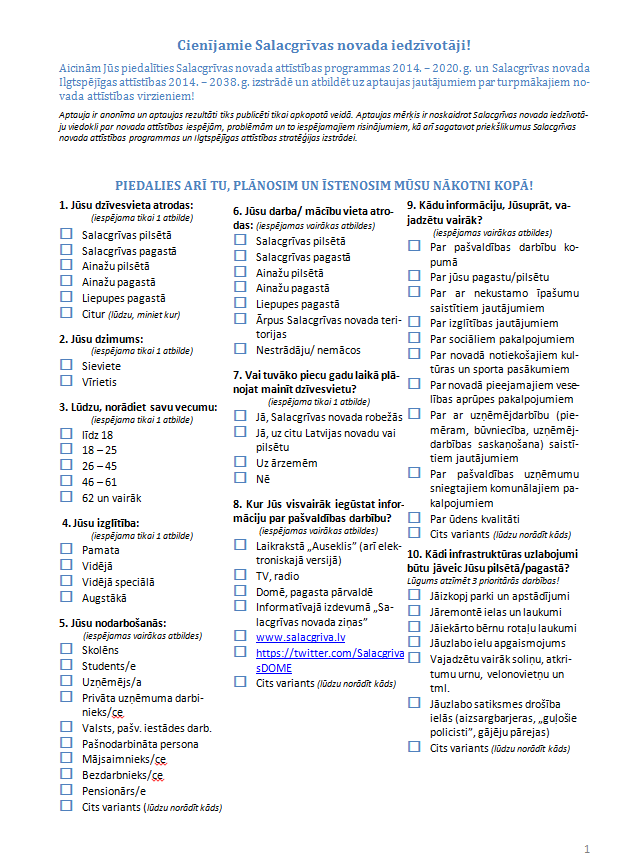 Cienījamie Salacgrīvas novada iedzīvotāji!
Aicinām Jūs piedalīties Salacgrīvas novada attīstības programmas 2014. – 2020. g. un Salacgrīvas novada
Ilgtspējīgas attīstības 2014. – 2038. g. izstrādē un atbildēt uz aptaujas jautājumiem par turpmākajiem no-
vada attīstības virzieniem!
Aptauja ir anonīma un aptaujas rezultāti tiks publicēti tikai apkopotā veidā. Aptaujas mērķis ir noskaidrot Salacgrīvas novada iedzīvotā-
ju viedokli par novada attīstības iespējām, problēmām un to iespējamajiem risinājumiem, kā arī sagatavot priekšlikumus Salacgrīvas
novada attīstības programmas un Ilgtspējīgas attīstības stratēģijas izstrādei.
PIEDALIES ARĪ TU, PLĀNOSIM UN ĪSTENOSIM MŪSU NĀKOTNI KOPĀ!
1. Jūsu dzīvesvieta atrodas:
(iespējama tikai 1 atbilde)
Salacgrīvas pilsētā
Salacgrīvas pagastā
Ainažu pilsētā
Ainažu pagastā
Liepupes pagastā
Citur (lūdzu, miniet kur)
2. Jūsu dzimums:
(iespējama tikai 1 atbilde)
Sieviete
Vīrietis
3. Lūdzu, norādiet savu vecumu:
(iespējama tikai 1 atbilde)
līdz 18
18 – 25
26 – 45
46 – 61
62 un vairāk
4. Jūsu izglītība:
(iespējama tikai 1 atbilde)
Pamata
Vidējā
Vidējā speciālā
Augstākā
5. Jūsu nodarbošanās:
(iespējamas vairākas atbildes)
Skolēns
Students/e
Uzņēmējs/a
Privāta uzņēmuma darbi-
nieks/ce
Valsts, pašv. iestādes darb.
Pašnodarbināta persona
Mājsaimnieks/ce
Bezdarbnieks/ce
Pensionārs/e
Cits variants (lūdzu norādīt kāds)
6. Jūsu darba/ mācību vieta atro-
das: (iespējamas vairākas atbildes)
Salacgrīvas pilsētā
Salacgrīvas pagastā
Ainažu pilsētā
Ainažu pagastā
Liepupes pagastā
Ārpus Salacgrīvas novada teri-
torijas
Nestrādāju/ nemācos
7. Vai tuvāko piecu gadu laikā plā-
nojat mainīt dzīvesvietu?
(iespējama tikai 1 atbilde)
Jā, Salacgrīvas novada robežās
Jā, uz citu Latvijas novadu vai
pilsētu
Uz ārzemēm
Nē
8. Kur Jūs visvairāk iegūstat infor-
māciju par pašvaldības darbību?
(iespējamas vairākas atbildes)
Laikrakstā „Auseklis” (arī elek-
troniskajā versijā)
TV, radio
Domē, pagasta pārvaldē
Informatīvajā izdevumā „Sa-
lacgrīvas novada ziņas”
www.salacgriva.lv
https://twitter.com/Salacgriva
sDOME
Cits variants (lūdzu norādīt kāds)
9. Kādu informāciju, Jūsuprāt, va-
jadzētu vairāk?
(iespējamas vairākas atbildes)
Par pašvaldības darbību ko-
pumā
Par jūsu pagastu/pilsētu
Par ar nekustamo īpašumu
saistītiem jautājumiem
Par izglītības jautājumiem
Par sociāliem pakalpojumiem
Par novadā notiekošajiem kul-
tūras un sporta pasākumiem
Par novadā pieejamajiem vese-
lības aprūpes pakalpojumiem
Par ar uzņēmējdarbību (pie-
mēram, būvniecība, uzņēmēj-
darbības saskaņošana) saistī-
tiem jautājumiem
Par pašvaldības uzņēmumu
sniegtajiem komunālajiem pa-
kalpojumiem
Par ūdens kvalitāti
Cits variants (lūdzu norādīt kāds)
10. Kādi infrastruktūras uzlabojumi
būtu jāveic Jūsu pilsētā/pagastā?
Lūgums atzīmēt 3 prioritārās darbības!
Jāizkopj parki un apstādījumi
Jāremontē ielas un laukumi
Jāiekārto bērnu rotaļu laukumi
Jāuzlabo ielu apgaismojums
Vajadzētu vairāk soliņu, atkri-
tumu urnu, velonovietņu un
tml.
Jāuzlabo satiksmes drošība
ielās (aizsargbarjeras, „guļošie
policisti”, gājēju pārejas)
Cits variants (lūdzu norādīt kāds)
1